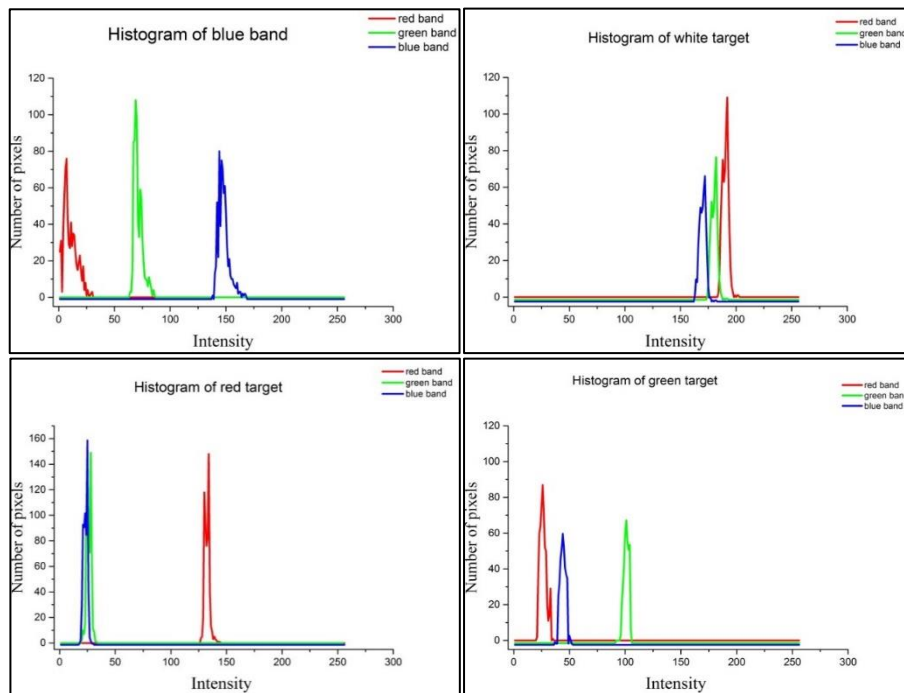 Histogram of blue band
red band
green band
blue band
Number of pixels
120
100
80
60
40
20
0
0 50 100 150 200 250 300
Intensity
Histogram of white target
red band
green band
blue band
Number of pixels
120
100
80
60
40
20
0
0 50 100 150 200 250 300
Intensity
Histogram of red target
red band
green band
blue band
Number of pixels
160
140
120
100
80
60
40
20
0
0 50 100 150 200 250 300
Intensity
Histogram of green target
red band
green band
blue band
Number of pixels
120
100
80
60
40
20
0
0 50 100 150 200 250 300
Intensity